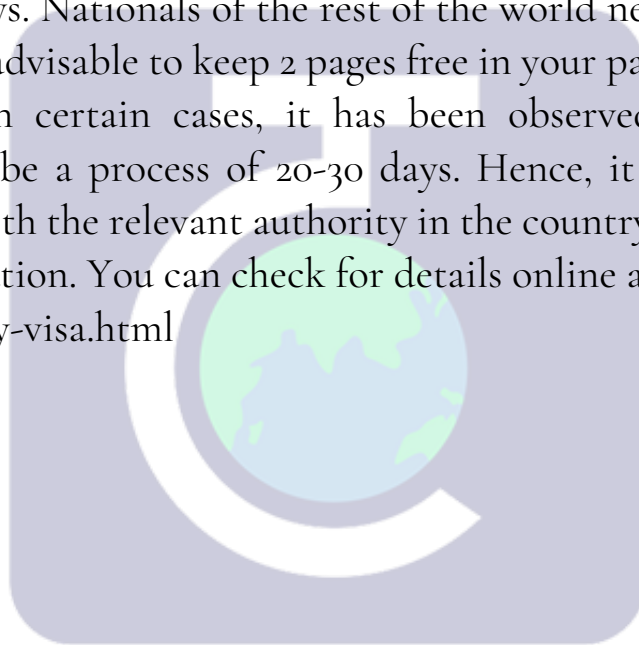 ys. Nationals of the rest of the world ne
advisable to keep 2 pages free in your pa
n certain cases, it has been observed
be a process of 20-30 days. Hence, it
th the relevant authority in the country
tion. You can check for details online a
y-visa.html